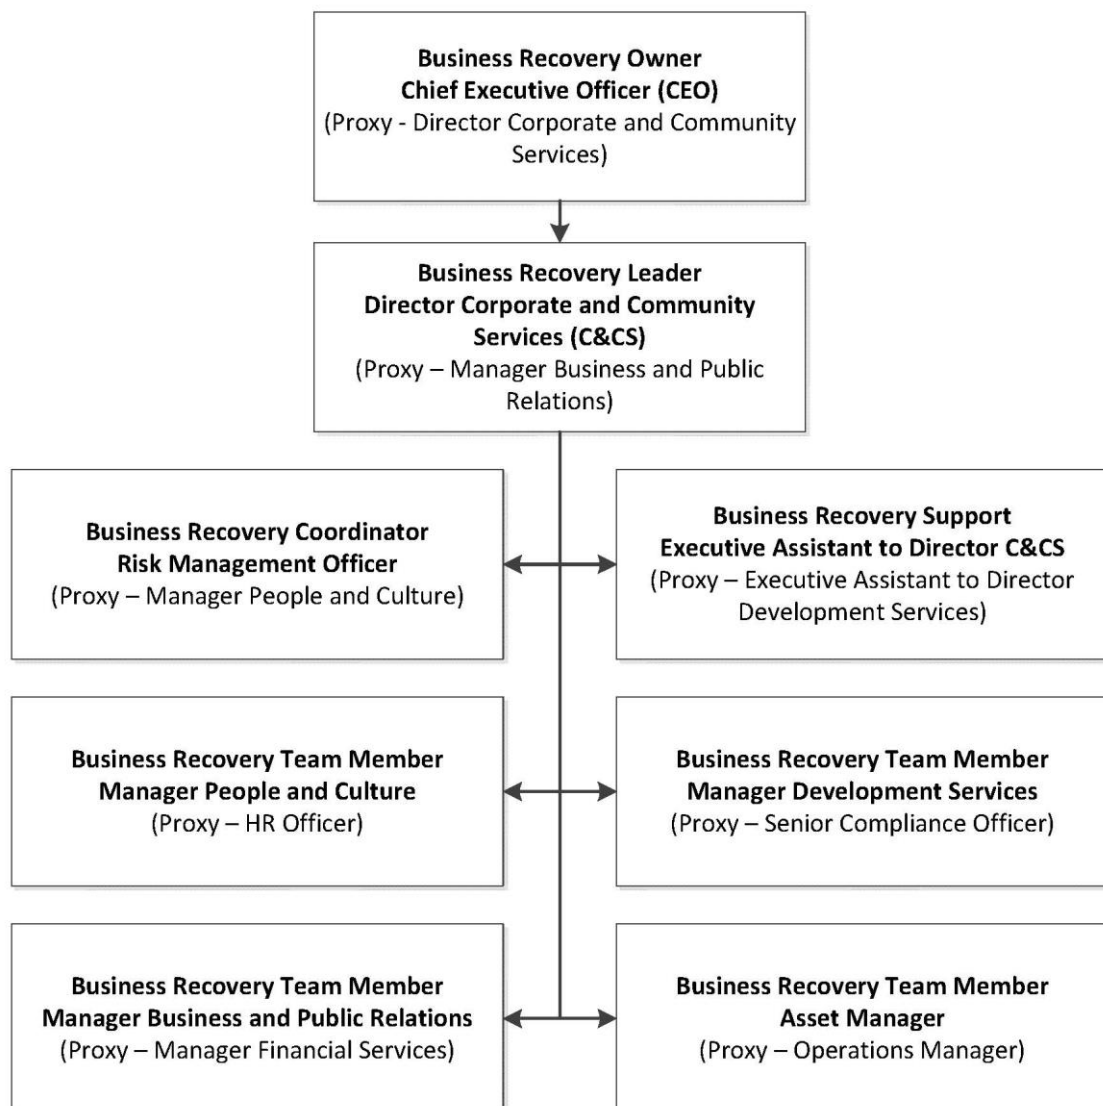 Business Recovery Owner
Chief Executive Officer (CEO)
(Proxy - Director Corporate and Community
Services)
Business Recovery Leader
Director Corporate and Community
Services (C&CS)
(Proxy – Manager Business and Public
Relations)
Business Recovery Coordinator
Risk Management Officer
(Proxy – Manager People and Culture)
Business Recovery Support
Executive Assistant to Director C&CS
(Proxy – Executive Assistant to Director
Development Services)
Business Recovery Team Member
Manager People and Culture
(Proxy – HR Officer)
Business Recovery Team Member
Manager Development Services
(Proxy – Senior Compliance Officer)
Business Recovery Team Member
Manager Business and Public Relations
(Proxy – Manager Financial Services)
Business Recovery Team Member
Asset Manager
(Proxy – Operations Manager)